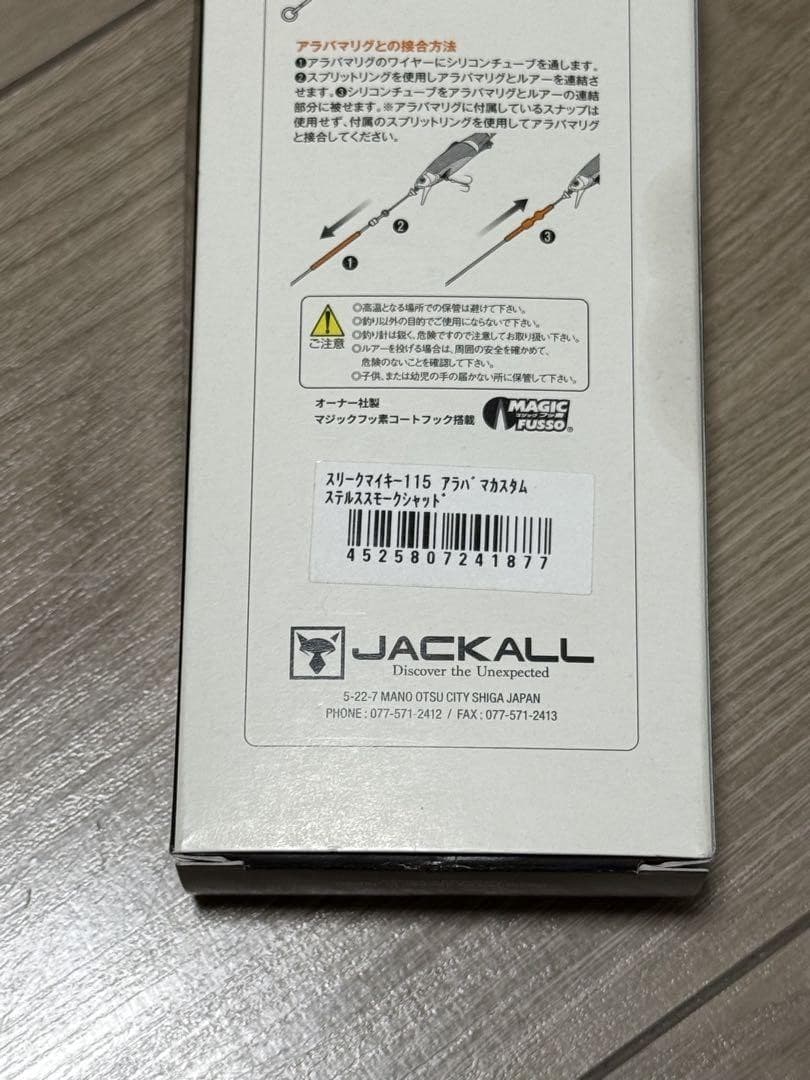 アラバマリグとの接合方法
❶アラバマリグのワイヤーにシリコンチューブを通します。
❷スプリットリングを使用しアラバマリグとルアーを連結さ
せます。❸シリコンチューブをアラバマリグとルアーの連結
部分に被せます。※アラバマリグに付属しているスナップは
使用せず、付属のスプリットリングを使用してアラバマリグ
と接合してください。
❶
❷
❸
ご注意
◎高温となる場所での保管は避けて下さい。
◎釣り以外の目的でご使用にならないで下さい。
◎釣り針は鋭く、危険ですので注意してお取り扱い下さい。
◎ルアーを投げる場合は、周囲の安全を確かめて、
危険のないことを確認して下さい。
◎子供、または幼児の手の届かない所に保管して下さい。
オーナー社製
マジックフッ素コートフック搭載
MAGIC
マジックフッ素
FUSSO®
スリークマイキー115 アラバマカスタム
ステルススモークシャッド
4525807241877
JACKALL
Discover the Unexpected
5-22-7 MANO OTSU CITY SHIGA JAPAN
PHONE : 077-571-2412 / FAX : 077-571-2413